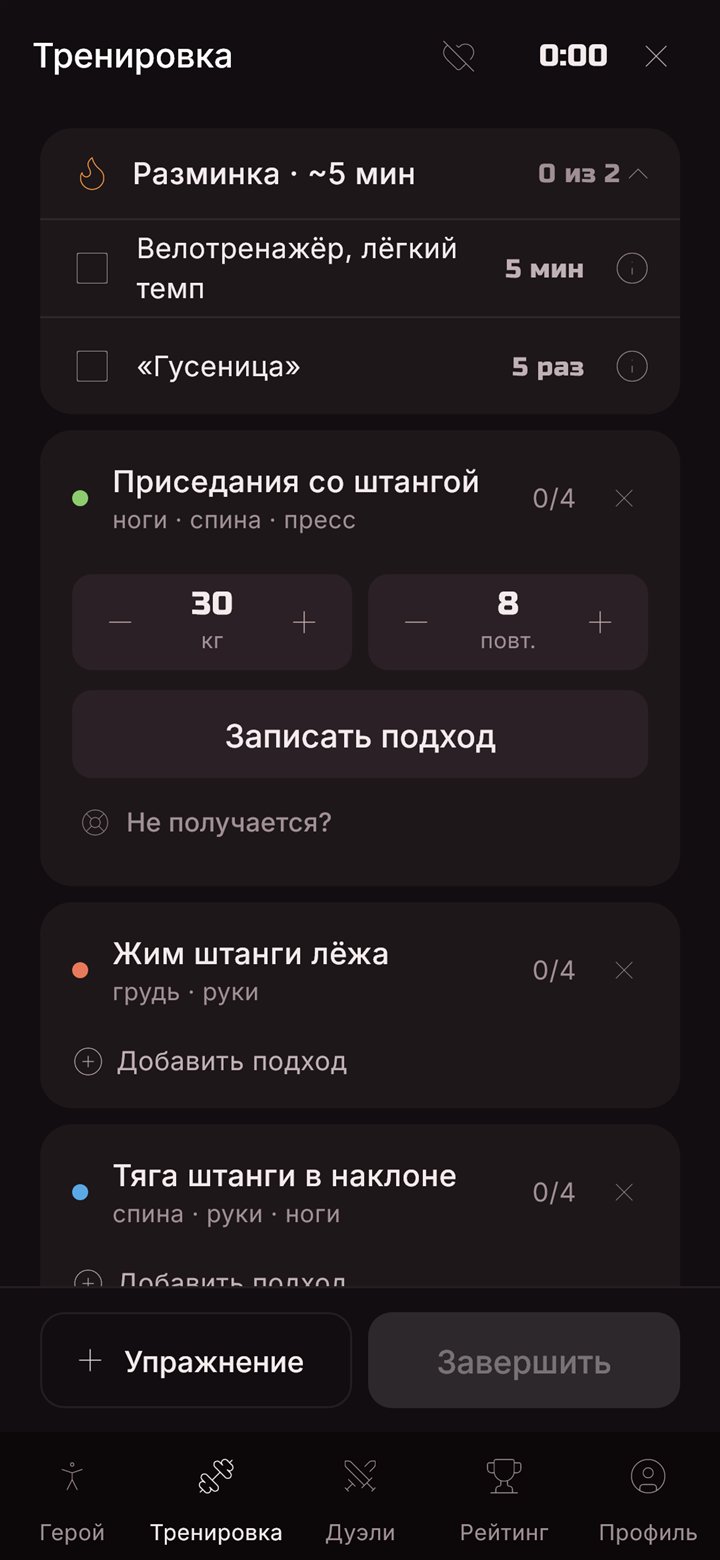 Тренировка
0:00
Разминка · ~5 мин
0 из 2
Велотренажёр, лёгкий
темп
5 мин
«Гусеница»
5 раз
Приседания со штангой
0/4
ноги · спина · пресс
30
кг
8
повт.
Записать подход
Не получается?
Жим штанги лёжа
0/4
грудь · руки
Добавить подход
Тяга штанги в наклоне
0/4
спина · руки · ноги
Добавить подход
Упражнение
Завершить
Герой
Тренировка
Дуэли
Рейтинг
Профиль